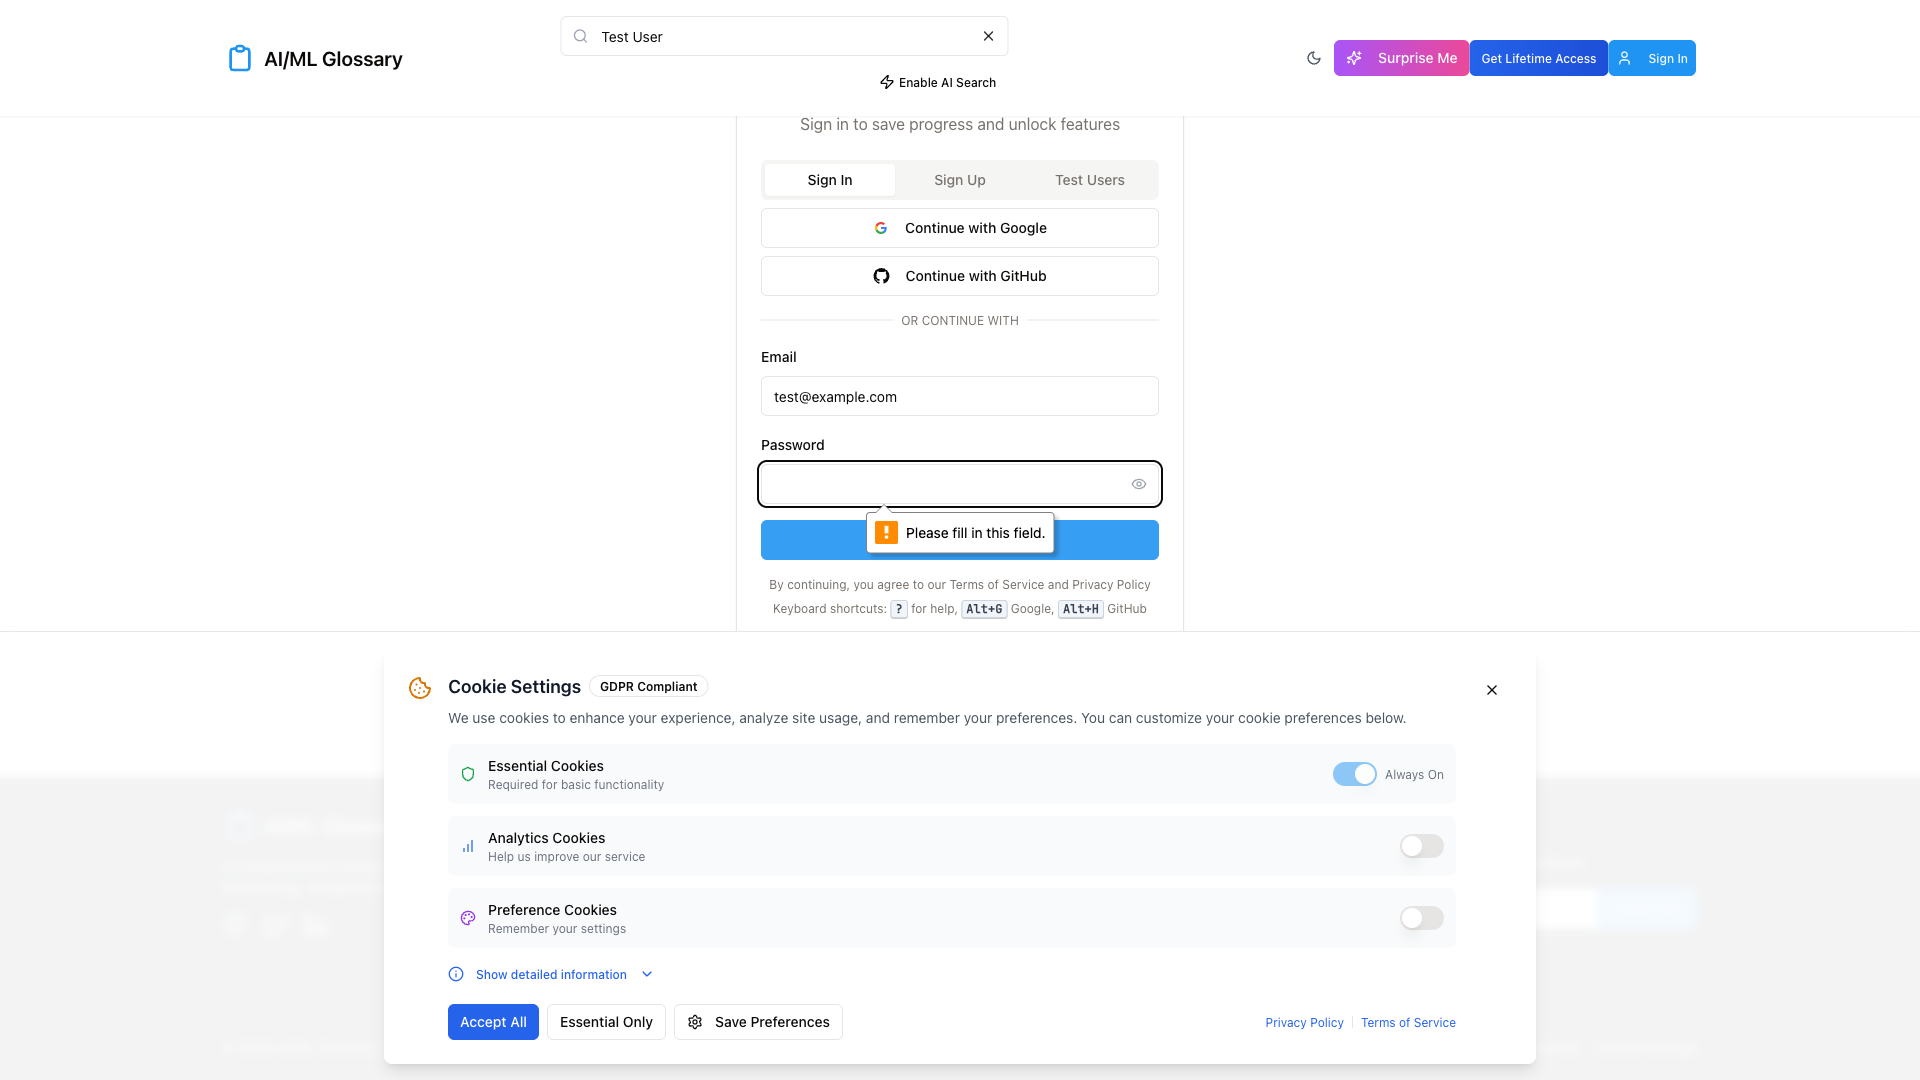 AI/ML Glossary
Test User
Enable AI Search
Surprise Me
Get Lifetime Access
Sign In
Sign in to save progress and unlock features
Sign In
Sign Up
Test Users
Continue with Google
Continue with GitHub
OR CONTINUE WITH
Email
test@example.com
Password
Please fill in this field.
By continuing, you agree to our Terms of Service and Privacy Policy
Keyboard shortcuts: ? for help, Alt+G Google, Alt+H GitHub
Cookie Settings
GDPR Compliant
We use cookies to enhance your experience, analyze site usage, and remember your preferences. You can customize your cookie preferences below.
Essential Cookies
Required for basic functionality
Always On
Analytics Cookies
Help us improve our service
Preference Cookies
Remember your settings
Show detailed information
Accept All
Essential Only
Save Preferences
Privacy Policy
Terms of Service